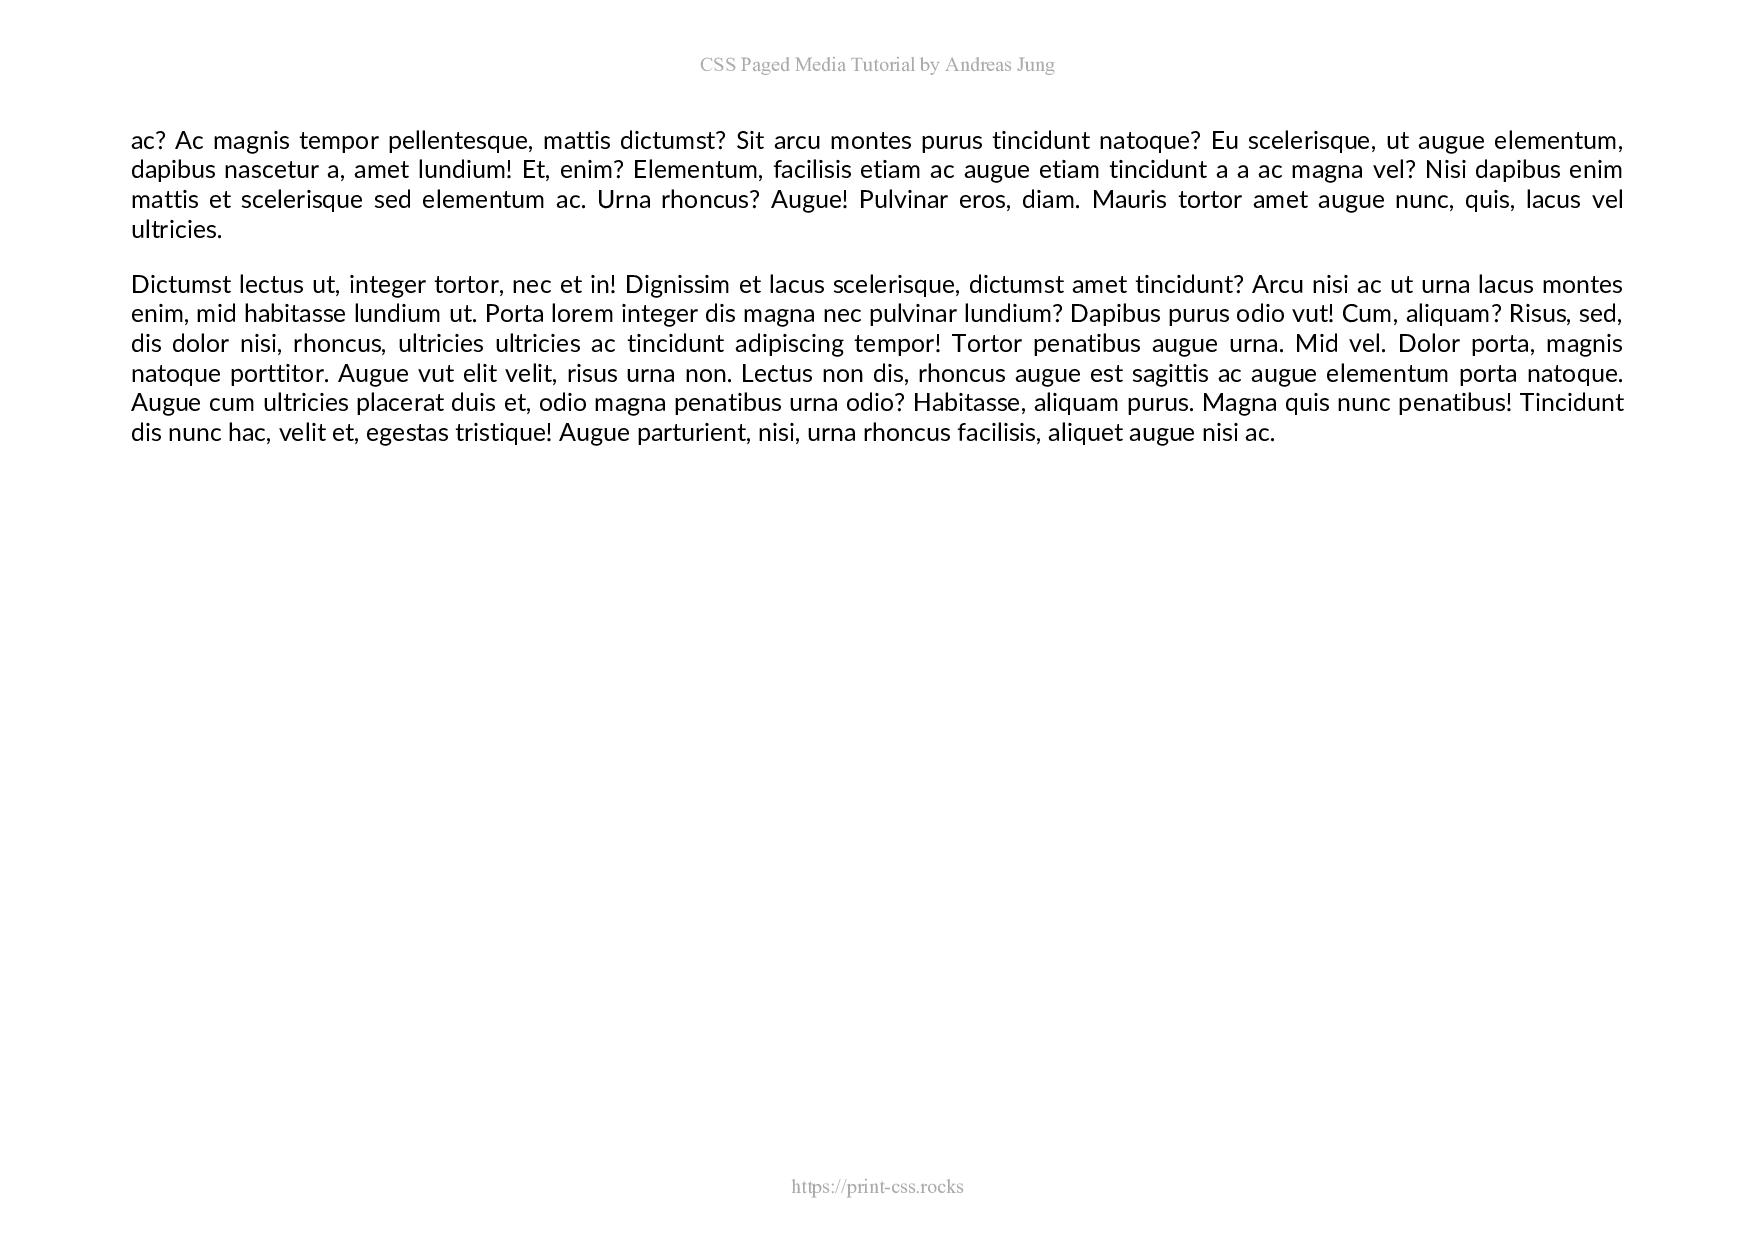 CSS Paged Media Tutorial by Andreas Jung
ac? Ac magnis tempor pellentesque, mattis dictumst? Sit arcu montes purus tincidunt natoque? Eu scelerisque, ut augue elementum,
dapibus nascetur a, amet lundium! Et, enim? Elementum, facilisis etiam ac augue etiam tincidunt a a ac magna vel? Nisi dapibus enim
mattis et scelerisque sed elementum ac. Urna rhoncus? Augue! Pulvinar eros, diam. Mauris tortor amet augue nunc, quis, lacus vel
ultricies.
Dictumst lectus ut, integer tortor, nec et in! Dignissim et lacus scelerisque, dictumst amet tincidunt? Arcu nisi ac ut urna lacus montes
enim, mid habitasse lundium ut. Porta lorem integer dis magna nec pulvinar lundium? Dapibus purus odio vut! Cum, aliquam? Risus, sed,
dis dolor nisi, rhoncus, ultricies ultricies ac tincidunt adipiscing tempor! Tortor penatibus augue urna. Mid vel. Dolor porta, magnis
natoque porttitor. Augue vut elit velit, risus urna non. Lectus non dis, rhoncus augue est sagittis ac augue elementum porta natoque.
Augue cum ultricies placerat duis et, odio magna penatibus urna odio? Habitasse, aliquam purus. Magna quis nunc penatibus! Tincidunt
dis nunc hac, velit et, egestas tristique! Augue parturient, nisi, urna rhoncus facilisis, aliquet augue nisi ac.
https://print-css.rocks